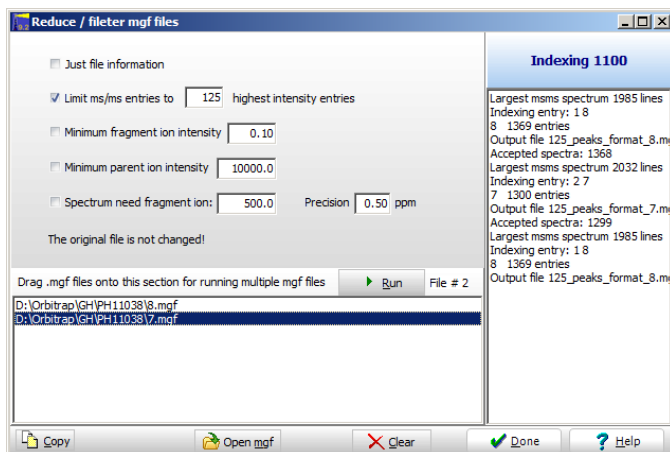 9.2 Reduce / fileter mgf files
Just file information
Limit ms/ms entries to 125 highest intensity entries
Minimum fragment ion intensity 0.10
Minimum parent ion intensity 10000.0
Spectrum need fragment ion: 500.0 Precision 0.50 ppm
The original file is not changed!
Drag .mgf files onto this section for running multiple mgf files Run File # 2
D:\Orbitrap\GH\PH11038\8.mgf
D:\Orbitrap\GH\PH11038\7.mgf
Indexing 1100
Largest msms spectrum 1985 lines
Indexing entry: 1 8
8 1369 entries
Output file 125_peaks_format_8.mg
Accepted spectra: 1368
Largest msms spectrum 2032 lines
Indexing entry: 2 7
7 1300 entries
Output file 125_peaks_format_7.mg
Accepted spectra: 1299
Largest msms spectrum 1985 lines
Indexing entry: 1 8
8 1369 entries
Output file 125_peaks_format_8.mg
Copy Open mgf Clear Done Help